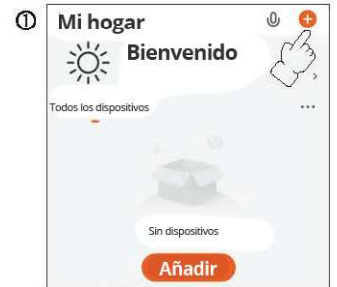 ①
Mi hogar
Bienvenido
Todos los dispositivos
Sin dispositivos
Añadir